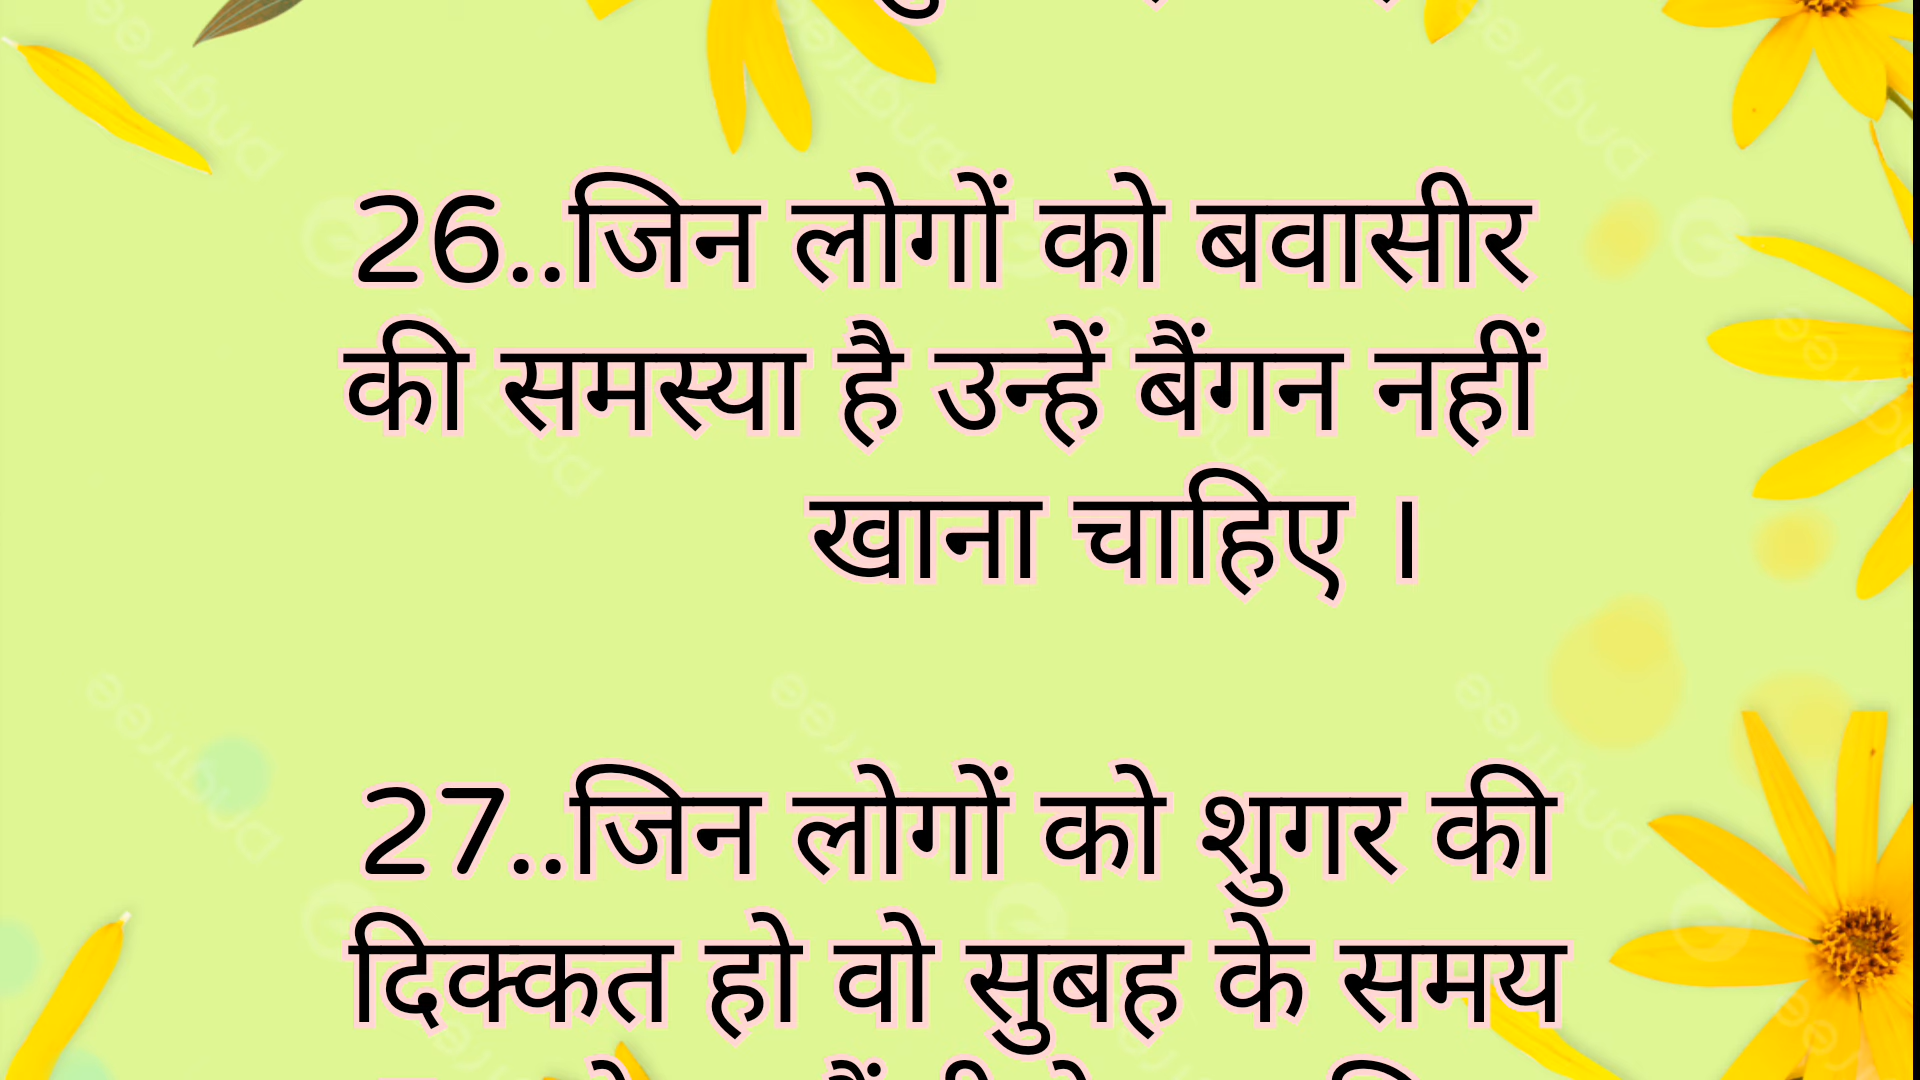 26..जिन लोगों को बवासीर
की समस्या है उन्हें बैंगन नहीं
खाना चाहिए ।
27..जिन लोगों को शुगर की
दिक्कत हो वो सुबह के समय